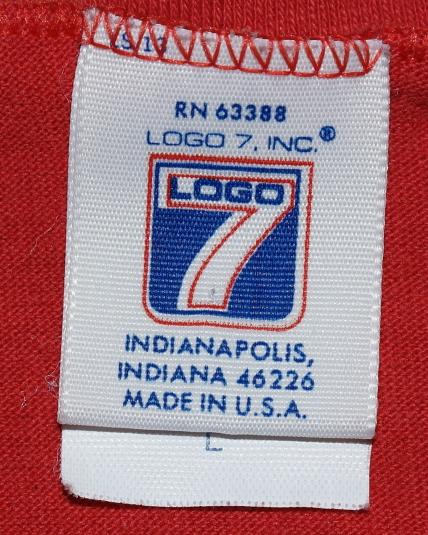 RN 63388
LOGO 7, INC.®
LOGO
7
INDIANAPOLIS,
INDIANA 46226
MADE IN U.S.A.
L